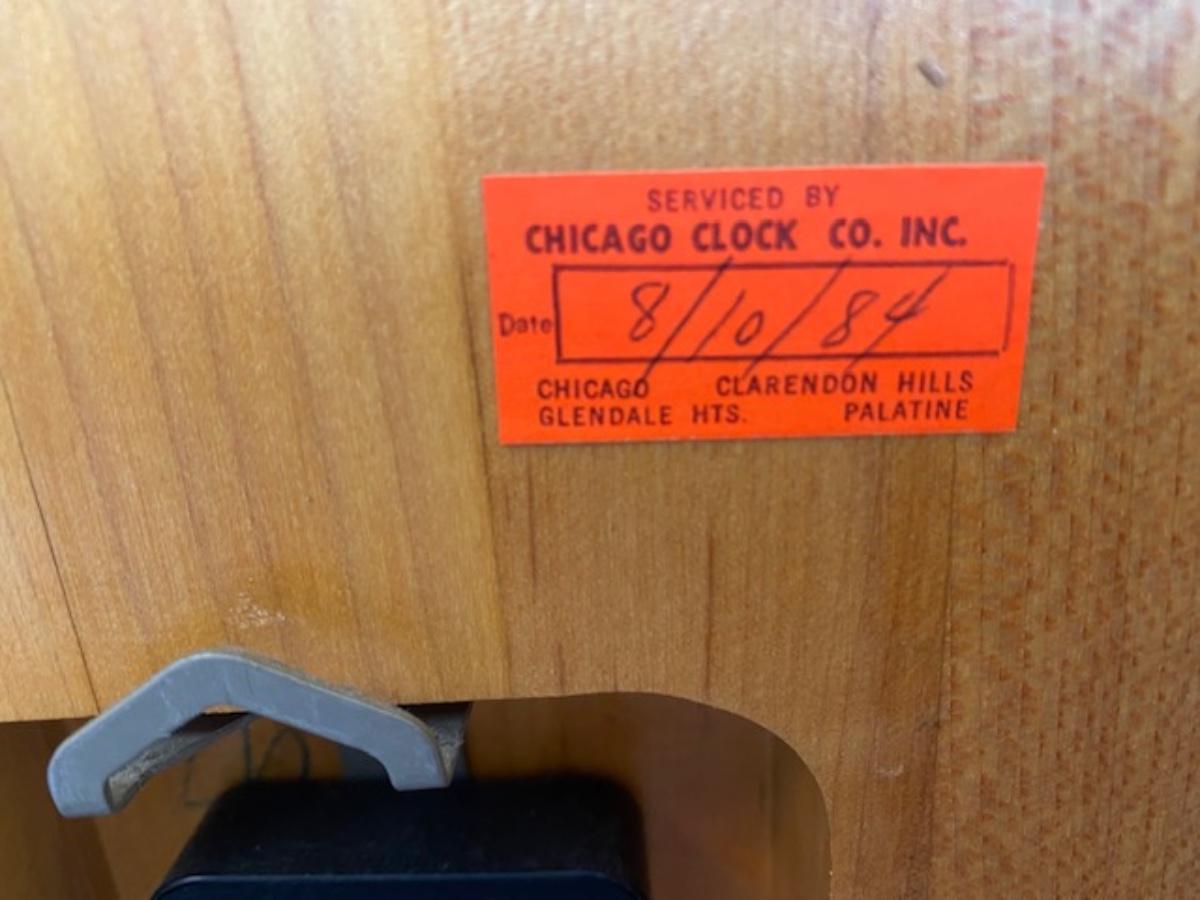 SERVICED BY
CHICAGO CLOCK CO. INC.
Date 8/10/84
CHICAGO CLARENDON HILLS
GLENDALE HTS. PALATINE